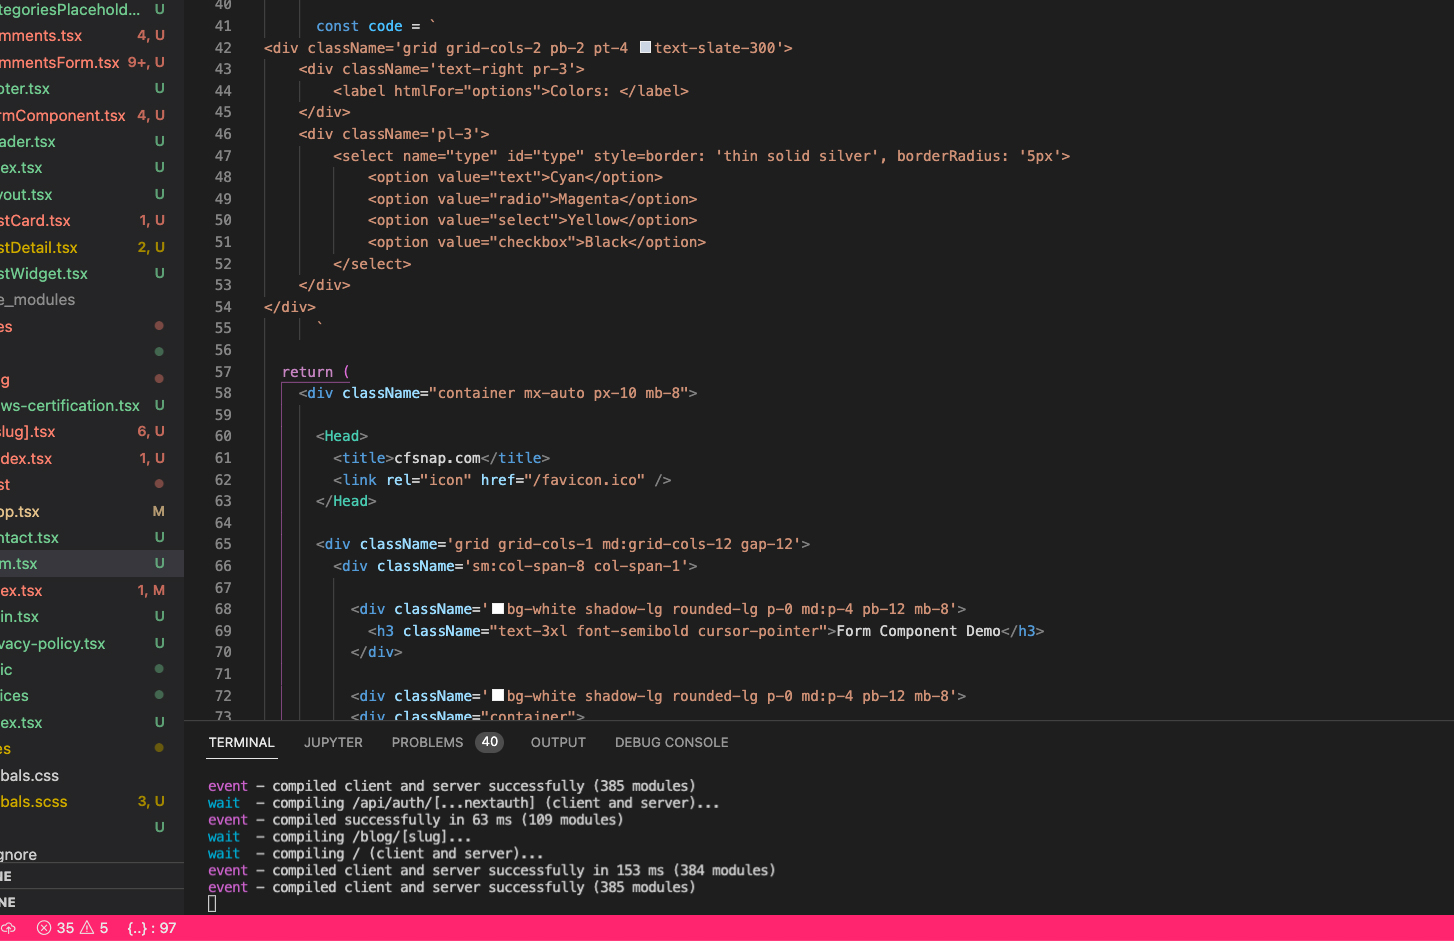 tegoriesPlacehold... U
mments.tsx 4, U
mmentsForm.tsx 9+, U
oter.tsx U
rmComponent.tsx 4, U
ader.tsx U
ex.tsx U
yout.tsx U
stCard.tsx 1, U
stDetail.tsx 2, U
stWidget.tsx U
e_modules
es
g
ws-certification.tsx U
slug].tsx 6, U
dex.tsx 1, U
st
pp.tsx M
ntact.tsx U
m.tsx U
ex.tsx 1, M
in.tsx U
vacy-policy.tsx U
ic
ices
ex.tsx U
es
bals.css
bals.scss 3, U
U
gnore
NE
NE
40
41 const code = `
42 <div className='grid grid-cols-2 pb-2 pt-4 text-slate-300'>
43 <div className='text-right pr-3'>
44 <label htmlFor="options">Colors: </label>
45 </div>
46 <div className='pl-3'>
47 <select name="type" id="type" style=border: 'thin solid silver', borderRadius: '5px'>
48 <option value="text">Cyan</option>
49 <option value="radio">Magenta</option>
50 <option value="select">Yellow</option>
51 <option value="checkbox">Black</option>
52 </select>
53 </div>
54 </div>
55 `
56
57 return (
58 <div className="container mx-auto px-10 mb-8">
59
60 <Head>
61 <title>cfsnap.com</title>
62 <link rel="icon" href="/favicon.ico" />
63 </Head>
64
65 <div className='grid grid-cols-1 md:grid-cols-12 gap-12'>
66 <div className='sm:col-span-8 col-span-1'>
67
68 <div className='bg-white shadow-lg rounded-lg p-0 md:p-4 pb-12 mb-8'>
69 <h3 className="text-3xl font-semibold cursor-pointer">Form Component Demo</h3>
70 </div>
71
72 <div className='bg-white shadow-lg rounded-lg p-0 md:p-4 pb-12 mb-8'>
73 <div className="container">
TERMINAL JUPYTER PROBLEMS 40 OUTPUT DEBUG CONSOLE
event - compiled client and server successfully (385 modules)
wait - compiling /api/auth/[...nextauth] (client and server)...
event - compiled successfully in 63 ms (109 modules)
wait - compiling /blog/[slug]...
wait - compiling / (client and server)...
event - compiled client and server successfully in 153 ms (384 modules)
event - compiled client and server successfully (385 modules)
35 5 {..} : 97